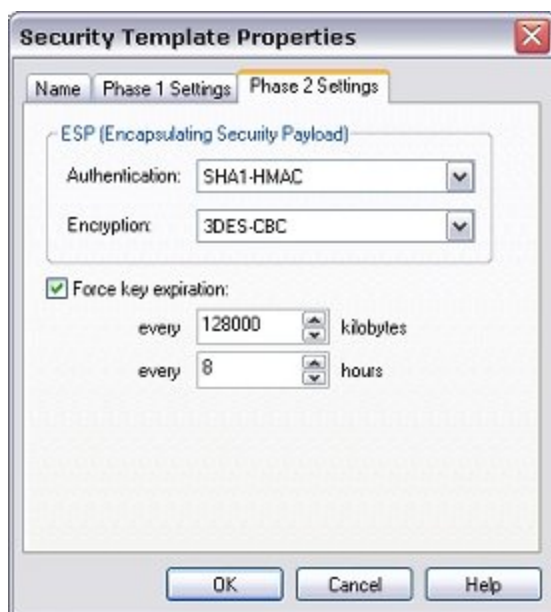 Security Template Properties
Name Phase 1 Settings Phase 2 Settings
ESP (Encapsulating Security Payload)
Authentication: SHA1-HMAC
Encryption: 3DES-CBC
Force key expiration:
every 128000 kilobytes
every 8 hours
OK Cancel Help